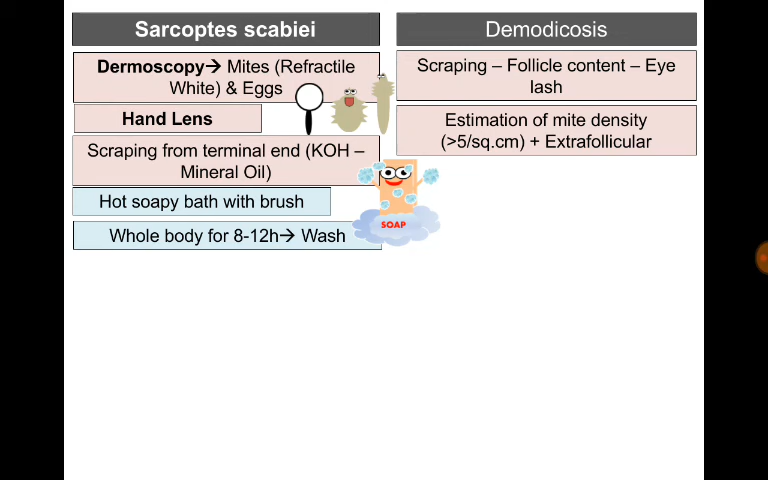 Sarcoptes scabiei
Dermoscopy→ Mites (Refractile
White) & Eggs
Hand Lens
Scraping from terminal end (KOH –
Mineral Oil)
Hot soapy bath with brush
Whole body for 8-12h→ Wash
SOAP
Demodicosis
Scraping – Follicle content – Eye
lash
Estimation of mite density
(>5/sq.cm) + Extrafollicular